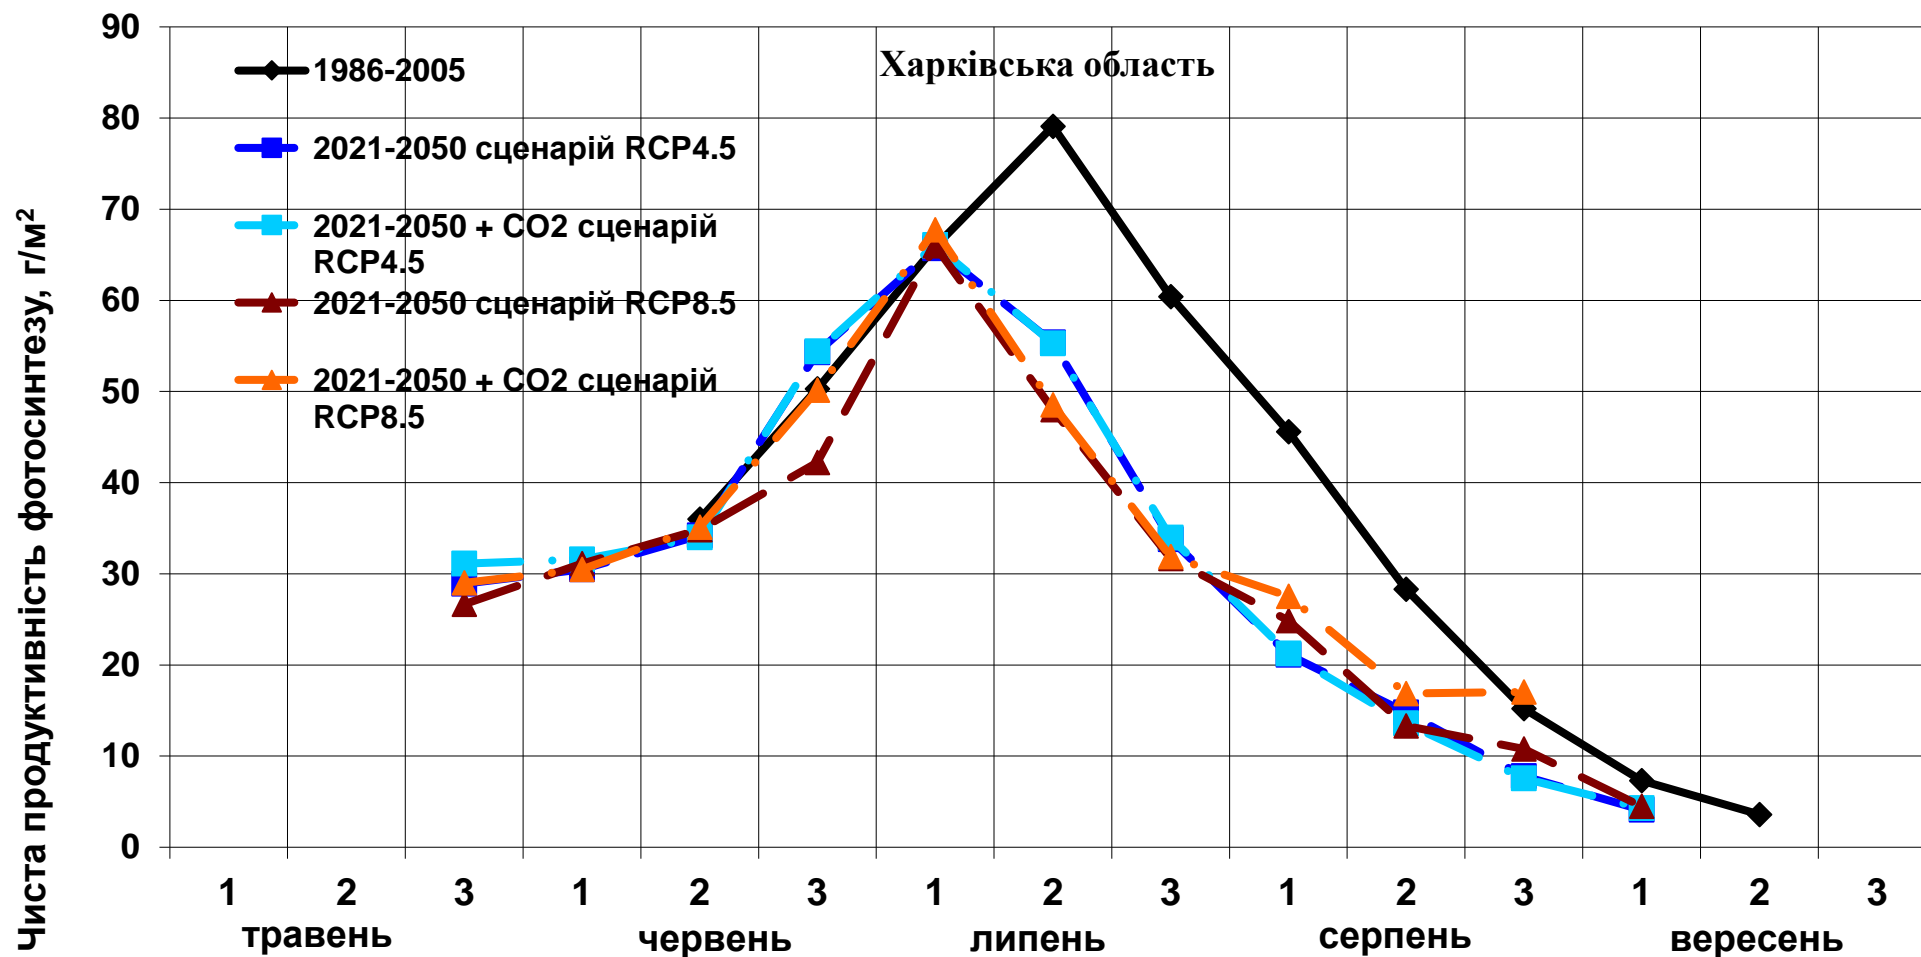 Чиста продуктивність фотосинтезу, г/м²
90
80
70
60
50
40
30
20
10
0
Харківська область
1986-2005
2021-2050 сценарій RCP4.5
2021-2050 + CO2 сценарій
RCP4.5
2021-2050 сценарій RCP8.5
2021-2050 + CO2 сценарій
RCP8.5
1 2 3 1 2 3 1 2 3 1 2 3 1 2 3
травень червень липень серпень вересень